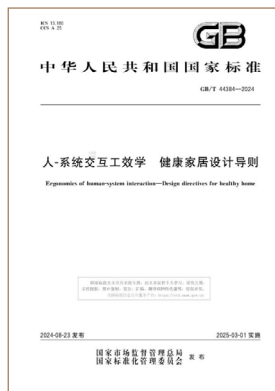 ICS 13.180
CCS A 25
GB
中华人民共和国国家标准
GB/T 44384—2024
人-系统交互工效学 健康家居设计导则
Ergonomics of human-system interaction—Design directives for healthy home
2024-08-23 发布
2025-03-01 实施
国家市场监督管理总局
国家标准化管理委员会
发布